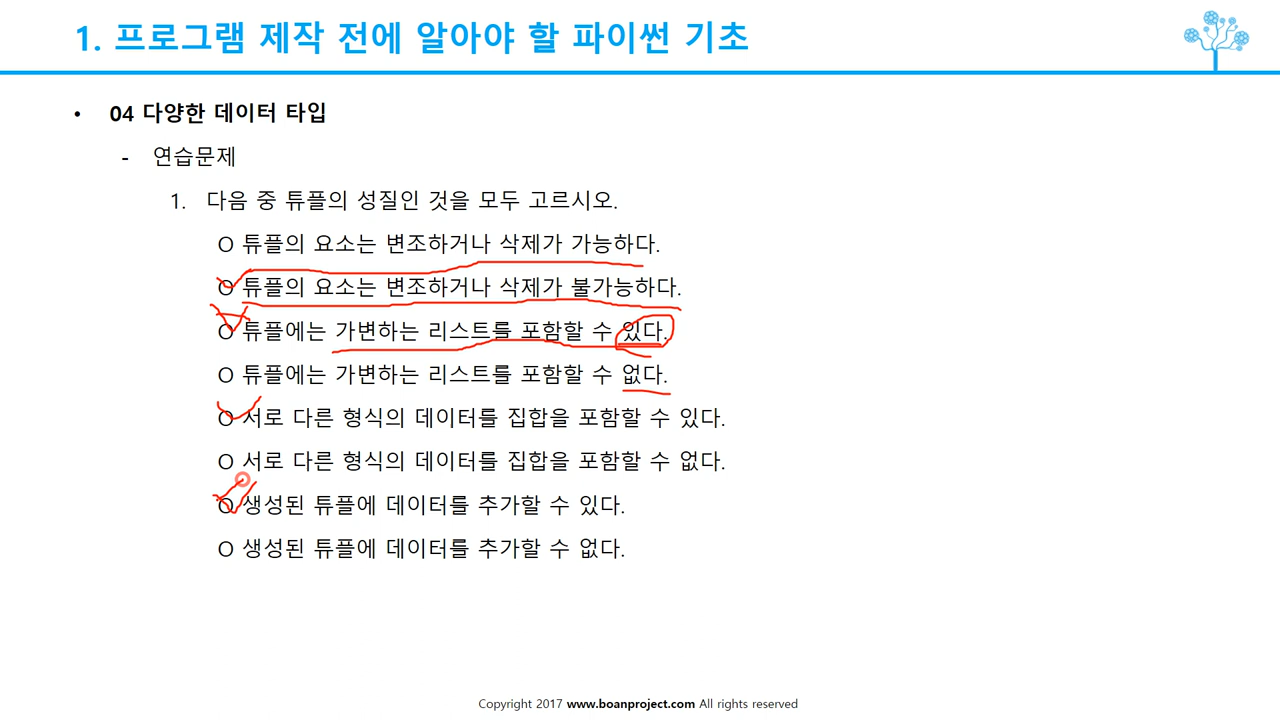 1. 프로그램 제작 전에 알아야 할 파이썬 기초
• 04 다양한 데이터 타입
- 연습문제
1. 다음 중 튜플의 성질인 것을 모두 고르시오.
O 튜플의 요소는 변조하거나 삭제가 가능하다.
O 튜플의 요소는 변조하거나 삭제가 불가능하다.
O 튜플에는 가변하는 리스트를 포함할 수 있다.
O 튜플에는 가변하는 리스트를 포함할 수 없다.
O 서로 다른 형식의 데이터를 집합을 포함할 수 있다.
O 서로 다른 형식의 데이터를 집합을 포함할 수 없다.
O 생성된 튜플에 데이터를 추가할 수 있다.
O 생성된 튜플에 데이터를 추가할 수 없다.
Copyright 2017 www.boanproject.com All rights reserved